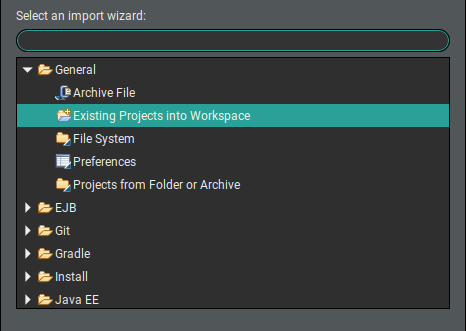 Select an import wizard:
General
Archive File
Existing Projects into Workspace
File System
Preferences
Projects from Folder or Archive
EJB
Git
Gradle
Install
Java EE